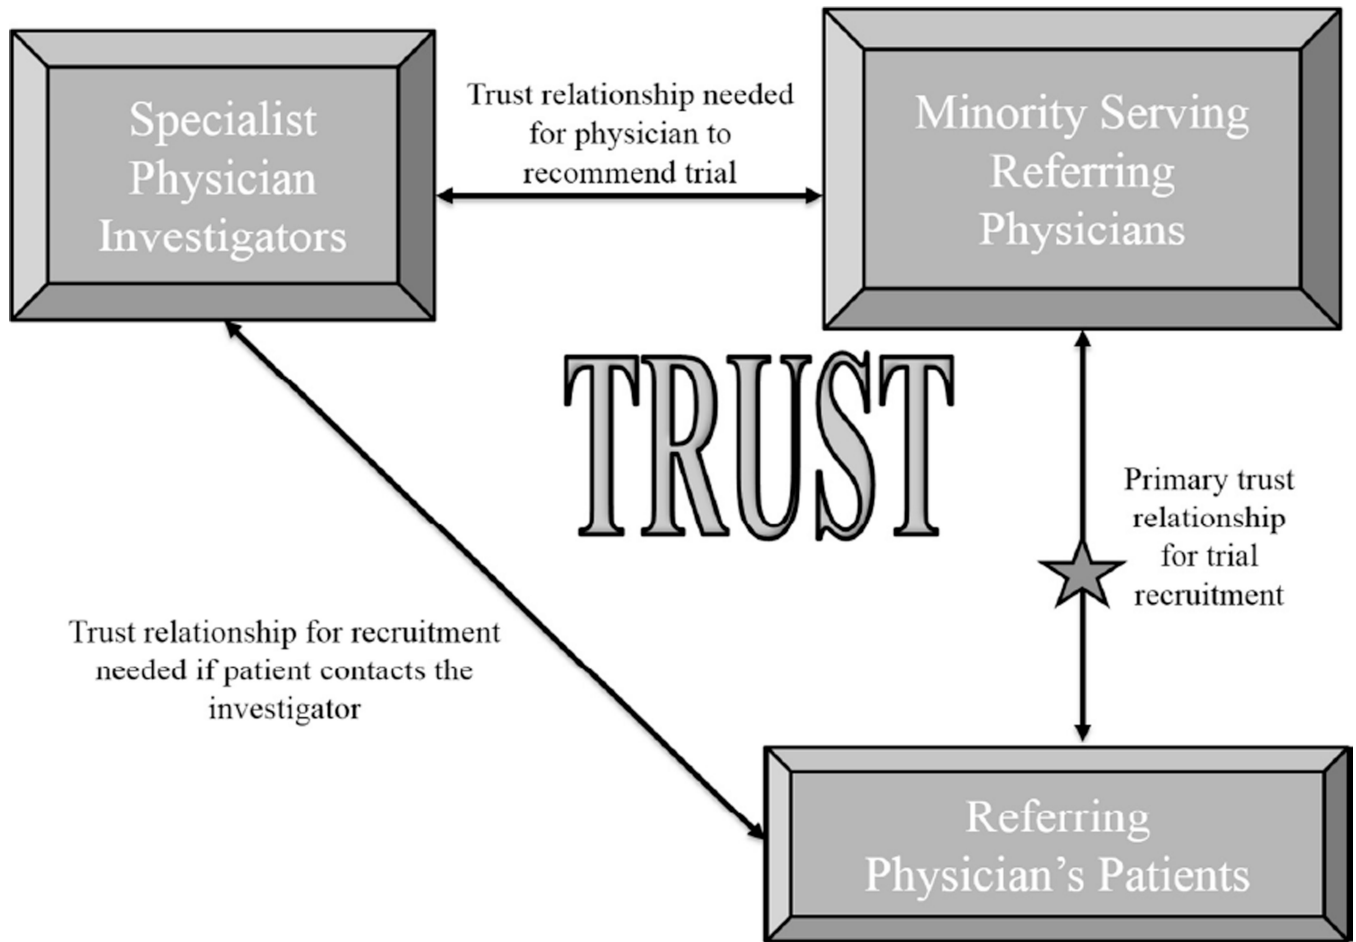 Specialist
Physician
Investigators
Trust relationship needed
for physician to
recommend trial
Minority Serving
Referring
Physicians
TRUST
Primary trust
relationship
for trial
recruitment
Trust relationship for recruitment
needed if patient contacts the
investigator
Referring
Physician’s Patients